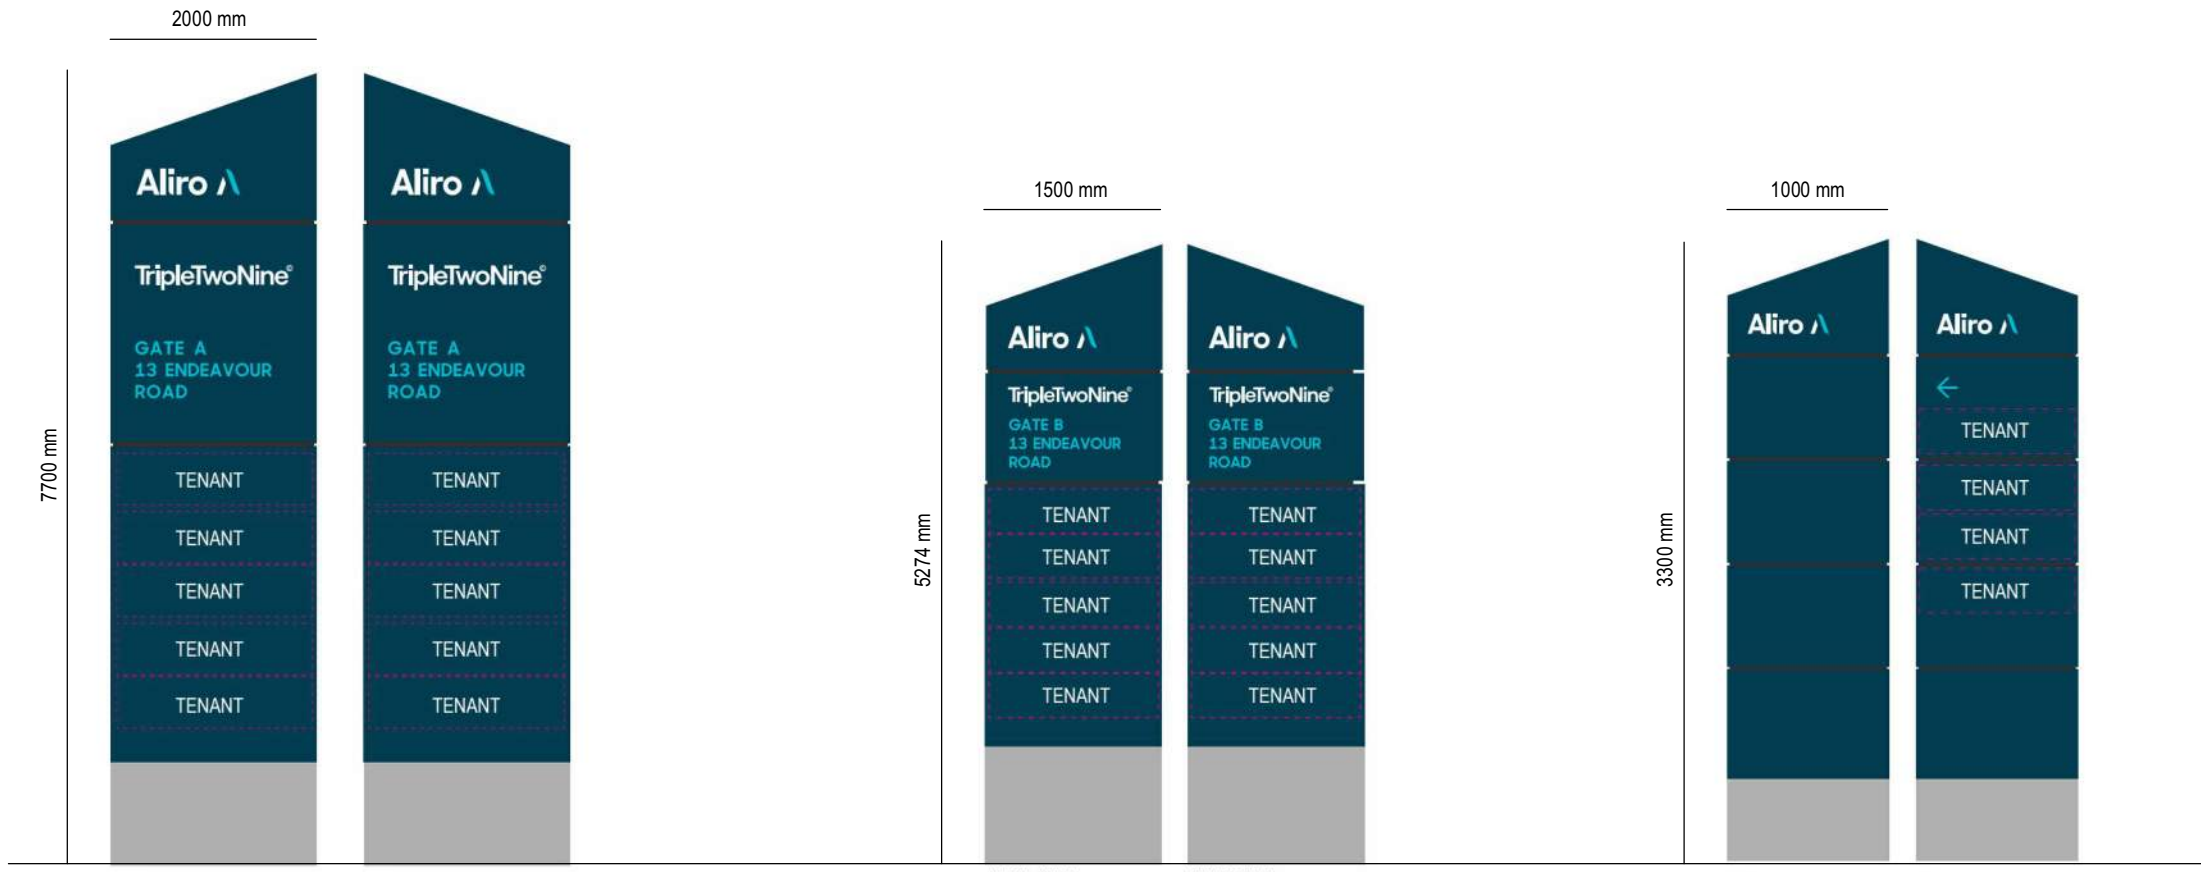 2000 mm
7700 mm
Aliro
TripleTwoNine®
GATE A
13 ENDEAVOUR
ROAD
TENANT
TENANT
TENANT
TENANT
TENANT
Aliro
TripleTwoNine®
GATE A
13 ENDEAVOUR
ROAD
TENANT
TENANT
TENANT
TENANT
TENANT
1500 mm
5274 mm
Aliro
TripleTwoNine®
GATE B
13 ENDEAVOUR
ROAD
TENANT
TENANT
TENANT
TENANT
TENANT
Aliro
TripleTwoNine®
GATE B
13 ENDEAVOUR
ROAD
TENANT
TENANT
TENANT
TENANT
TENANT
1000 mm
3300 mm
Aliro
Aliro
←
TENANT
TENANT
TENANT
TENANT